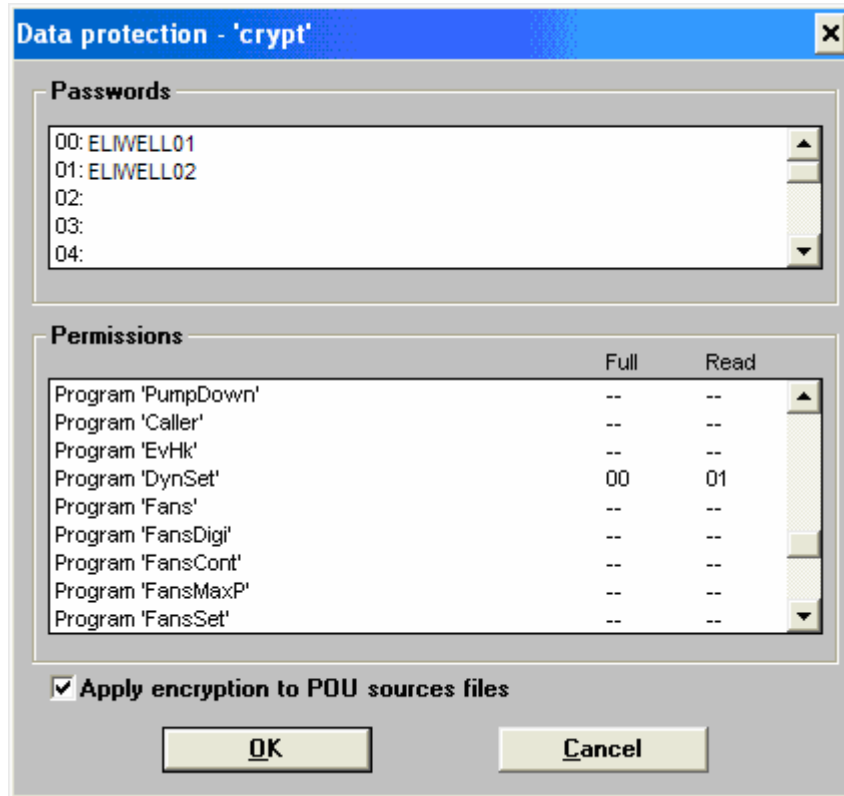 Data protection - 'crypt'
Passwords
00: ELIWELL01
01: ELIWELL02
02:
03:
04:
Permissions
Full Read
Program 'PumpDown' -- --
Program 'Caller' -- --
Program 'EvHk' -- --
Program 'DynSet' 00 01
Program 'Fans' -- --
Program 'FansDigi' -- --
Program 'FansCont' -- --
Program 'FansMaxP' -- --
Program 'FansSet' -- --
Apply encryption to POU sources files
OK Cancel